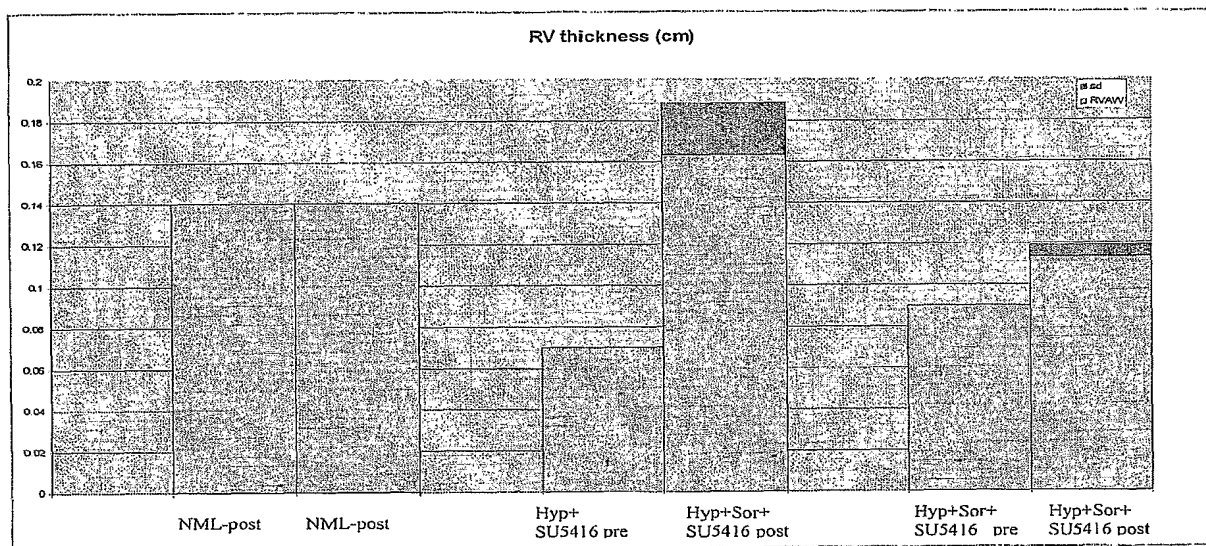 RV thickness (cm)
0.2
0.18
0.16
0.14
0.12
0.1
0.08
0.06
0.04
0.02
0
sd
RVAW
NML-post
NML-post
Hyp+
SU5416 pre
Hyp+Sor+
SU5416 post
Hyp+Sor+
SU5416 pre
Hyp+Sor+
SU5416 post